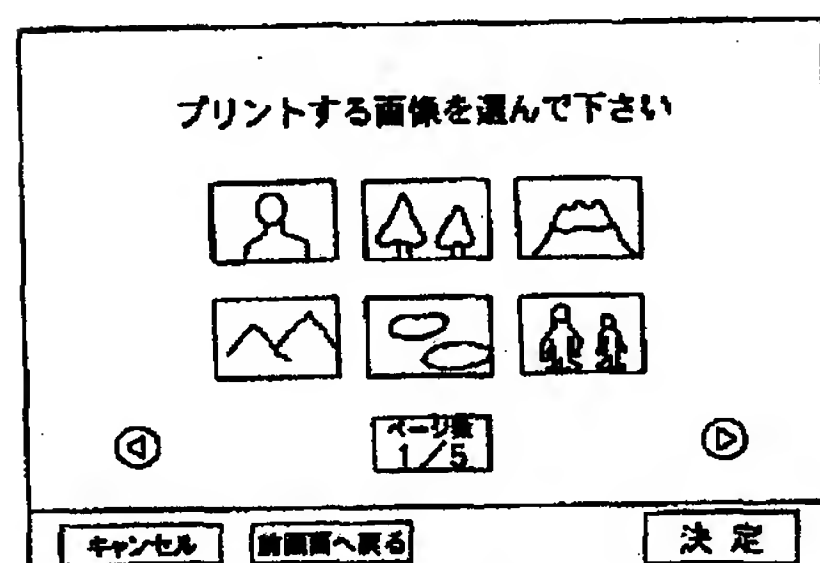 プリントする画像を選んで下さい
ページ数
1/5
キャンセル
前画面へ戻る
決定